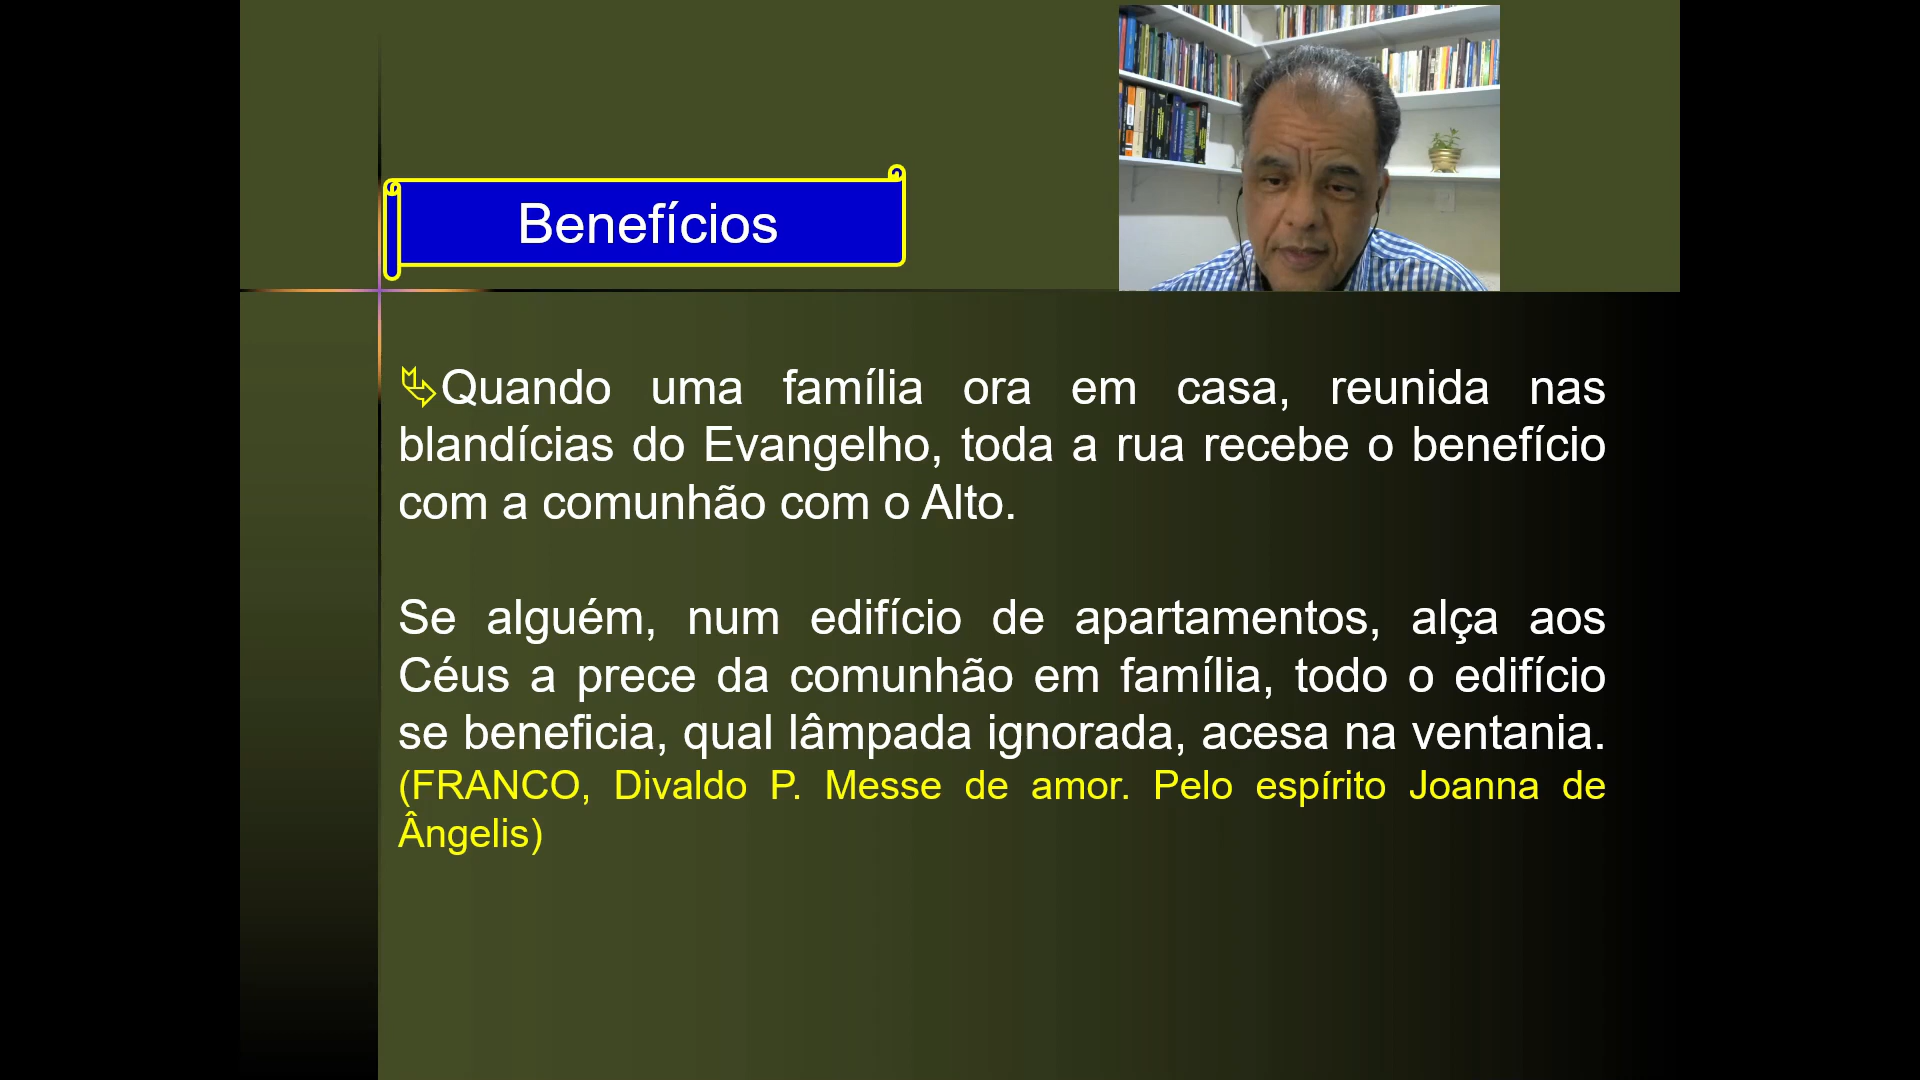 Benefícios
Quando uma família ora em casa, reunida nas
blandícias do Evangelho, toda a rua recebe o benefício
com a comunhão com o Alto.
Se alguém, num edifício de apartamentos, alça aos
Céus a prece da comunhão em família, todo o edifício
se beneficia, qual lâmpada ignorada, acesa na ventania.
(FRANCO, Divaldo P. Messe de amor. Pelo espírito Joanna de
Ângelis)